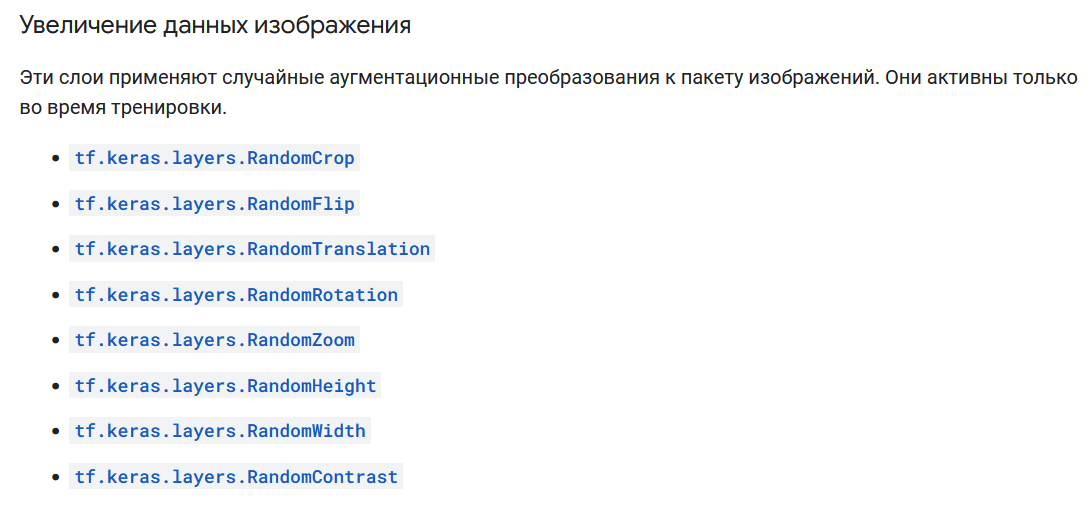 Увеличение данных изображения
Эти слои применяют случайные аугментационные преобразования к пакету изображений. Они активны только
во время тренировки.
• tf.keras.layers.RandomCrop
• tf.keras.layers.RandomFlip
• tf.keras.layers.RandomTranslation
• tf.keras.layers.RandomRotation
• tf.keras.layers.RandomZoom
• tf.keras.layers.RandomHeight
• tf.keras.layers.RandomWidth
• tf.keras.layers.RandomContrast